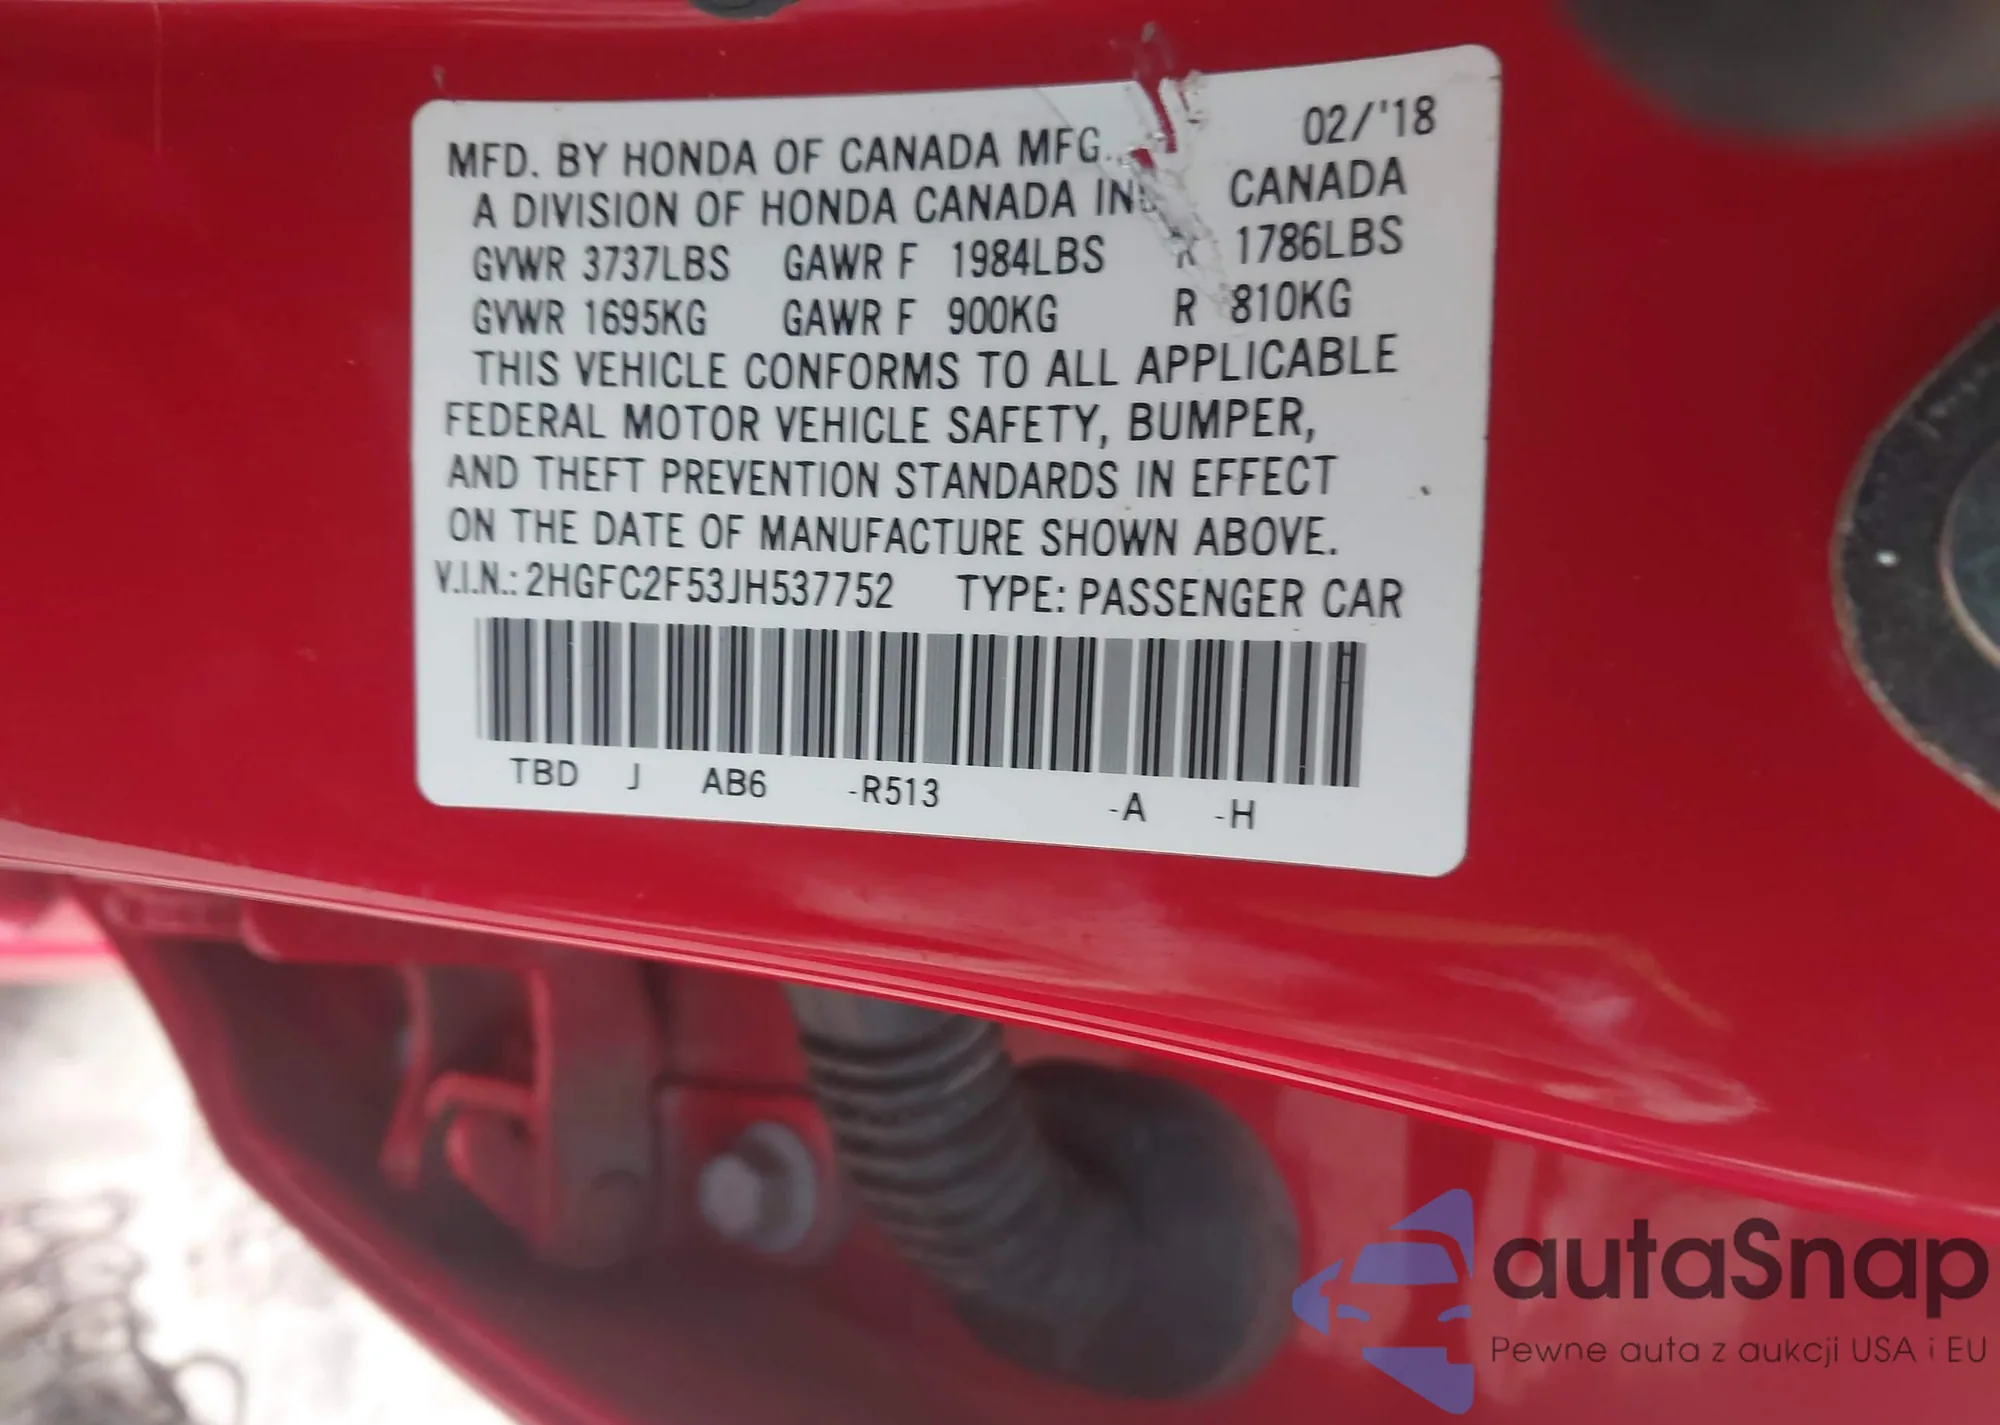 02/'18
MFD. BY HONDA OF CANADA MFG.
A DIVISION OF HONDA CANADA INC CANADA
GVWR 3737LBS GAWR F 1984LBS R 1786LBS
GVWR 1695KG GAWR F 900KG R 810KG
THIS VEHICLE CONFORMS TO ALL APPLICABLE
FEDERAL MOTOR VEHICLE SAFETY, BUMPER,
AND THEFT PREVENTION STANDARDS IN EFFECT
ON THE DATE OF MANUFACTURE SHOWN ABOVE.
V.I.N.: 2HGFC2F53JH537752 TYPE: PASSENGER CAR
TBD J AB6 -R513 -A -H
autaSnap
Pewne auta z aukcji USA i EU